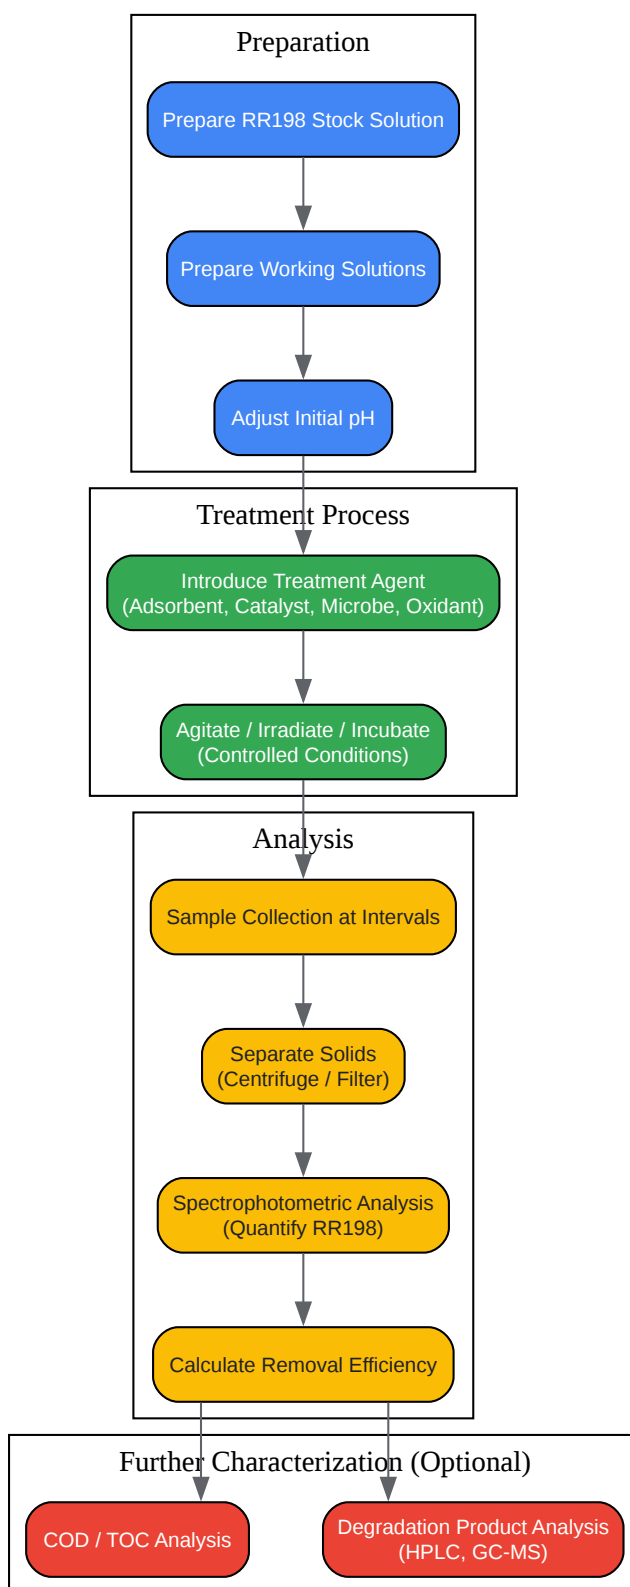 Preparation
Prepare RR198 Stock Solution
Prepare Working Solutions
Adjust Initial pH
Treatment Process
Introduce Treatment Agent
(Adsorbent, Catalyst, Microbe, Oxidant)
Agitate / Irradiate / Incubate
(Controlled Conditions)
Analysis
Sample Collection at Intervals
Separate Solids
(Centrifuge / Filter)
Spectrophotometric Analysis
(Quantify RR198)
Calculate Removal Efficiency
Further Characterization (Optional)
COD / TOC Analysis
Degradation Product Analysis
(HPLC, GC-MS)